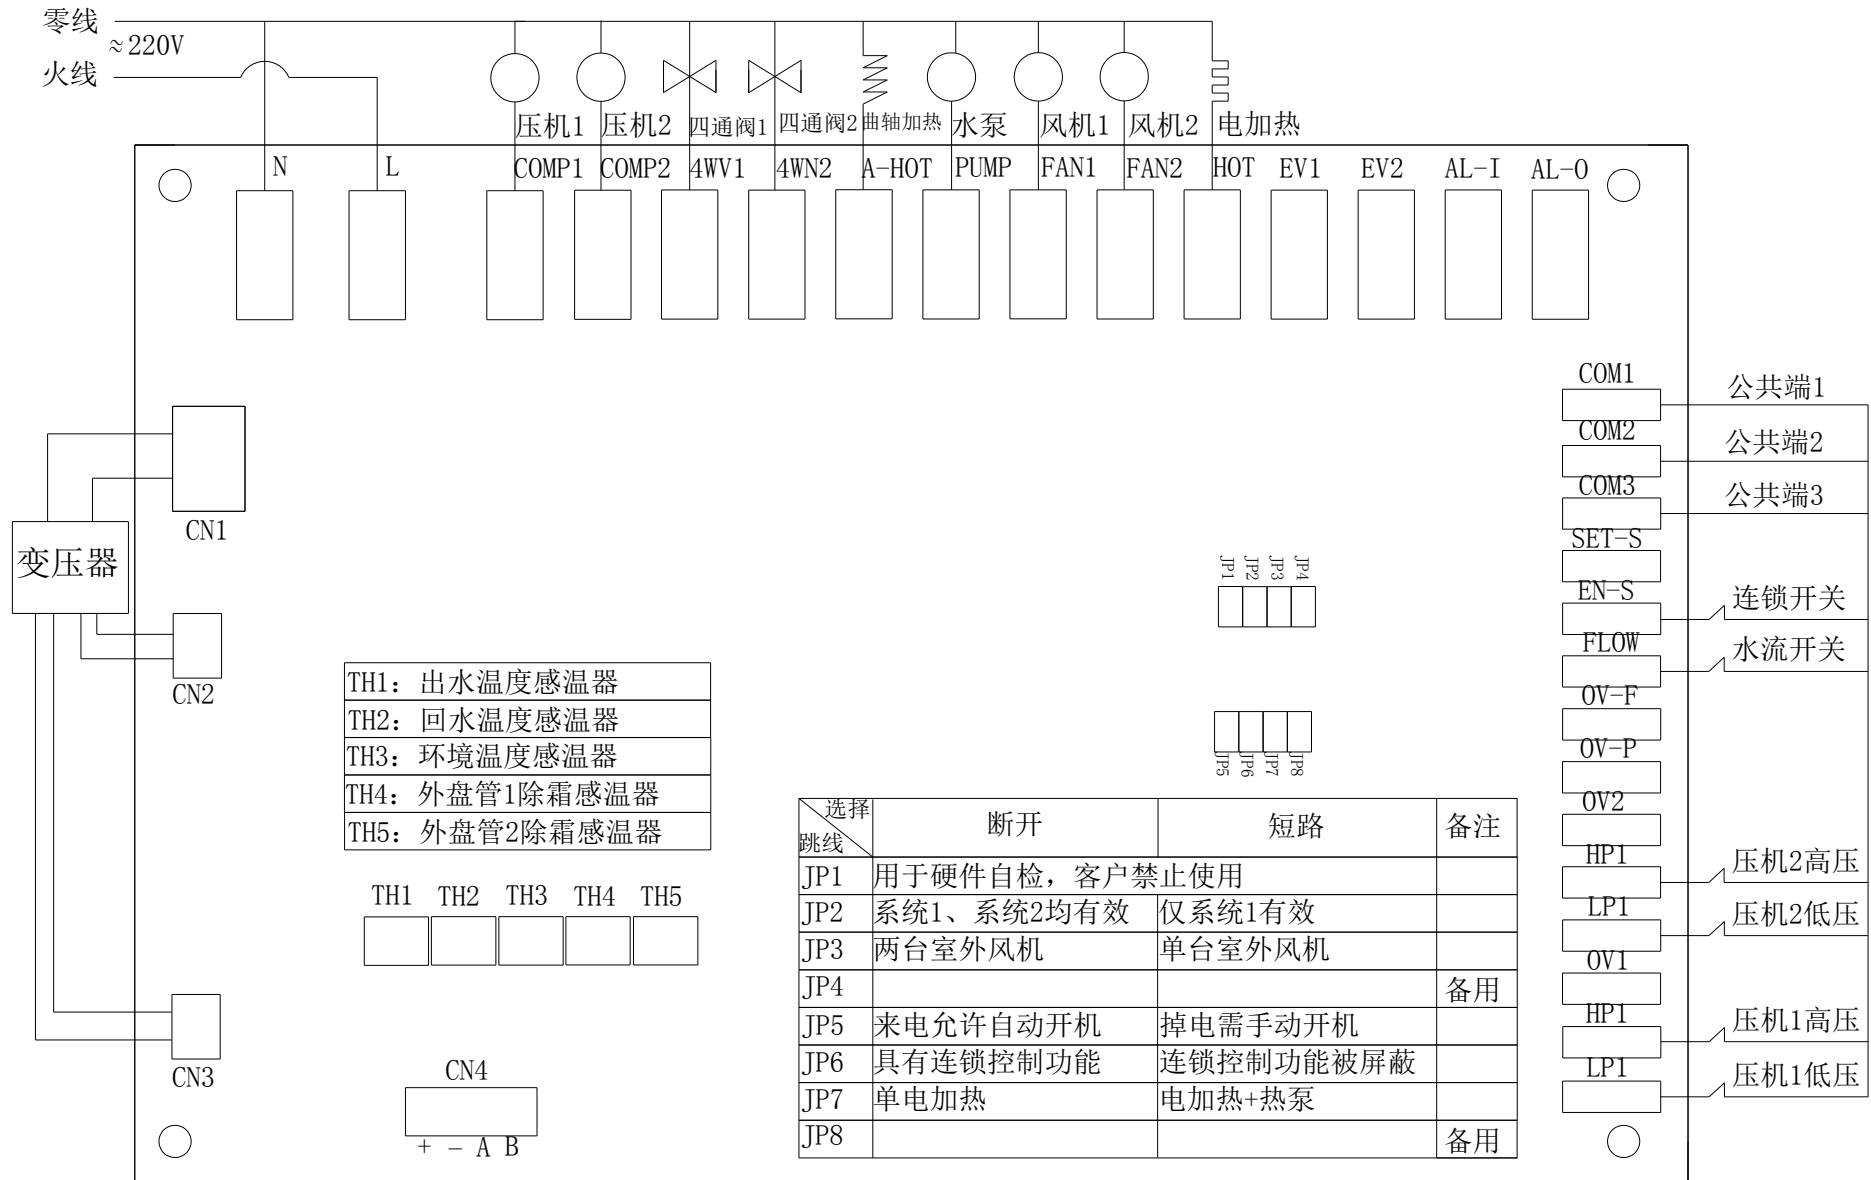 零线
≈220V
火线
压机1 压机2 四通阀1 四通阀2 曲轴加热 水泵 风机1 风机2 电加热
N L COMP1 COMP2 4WV1 4WN2 A-HOT PUMP FAN1 FAN2 HOT EV1 EV2 AL-I AL-O
COM1 公共端1
COM2 公共端2
COM3 公共端3
SET-S
EN-S 连锁开关
FLOW 水流开关
OV-F
OV-P
OV2
HP1 压机2高压
LP1 压机2低压
OV1
HP1 压机1高压
LP1 压机1低压
CN1
变压器
CN2
CN3
JP1 JP2 JP3 JP4
JP5 JP6 JP7 JP8
TH1: 出水温度感温器
TH2: 回水温度感温器
TH3: 环境温度感温器
TH4: 外盘管1除霜感温器
TH5: 外盘管2除霜感温器
TH1 TH2 TH3 TH4 TH5
CN4
+ - A B
选择 断开 短路 备注
跳线
JP1 用于硬件自检，客户禁止使用
JP2 系统1、系统2均有效 仅系统1有效
JP3 两台室外风机 单台室外风机
JP4 备用
JP5 来电允许自动开机 掉电需手动开机
JP6 具有连锁控制功能 连锁控制功能被屏蔽
JP7 单电加热 电加热+热泵
JP8 备用